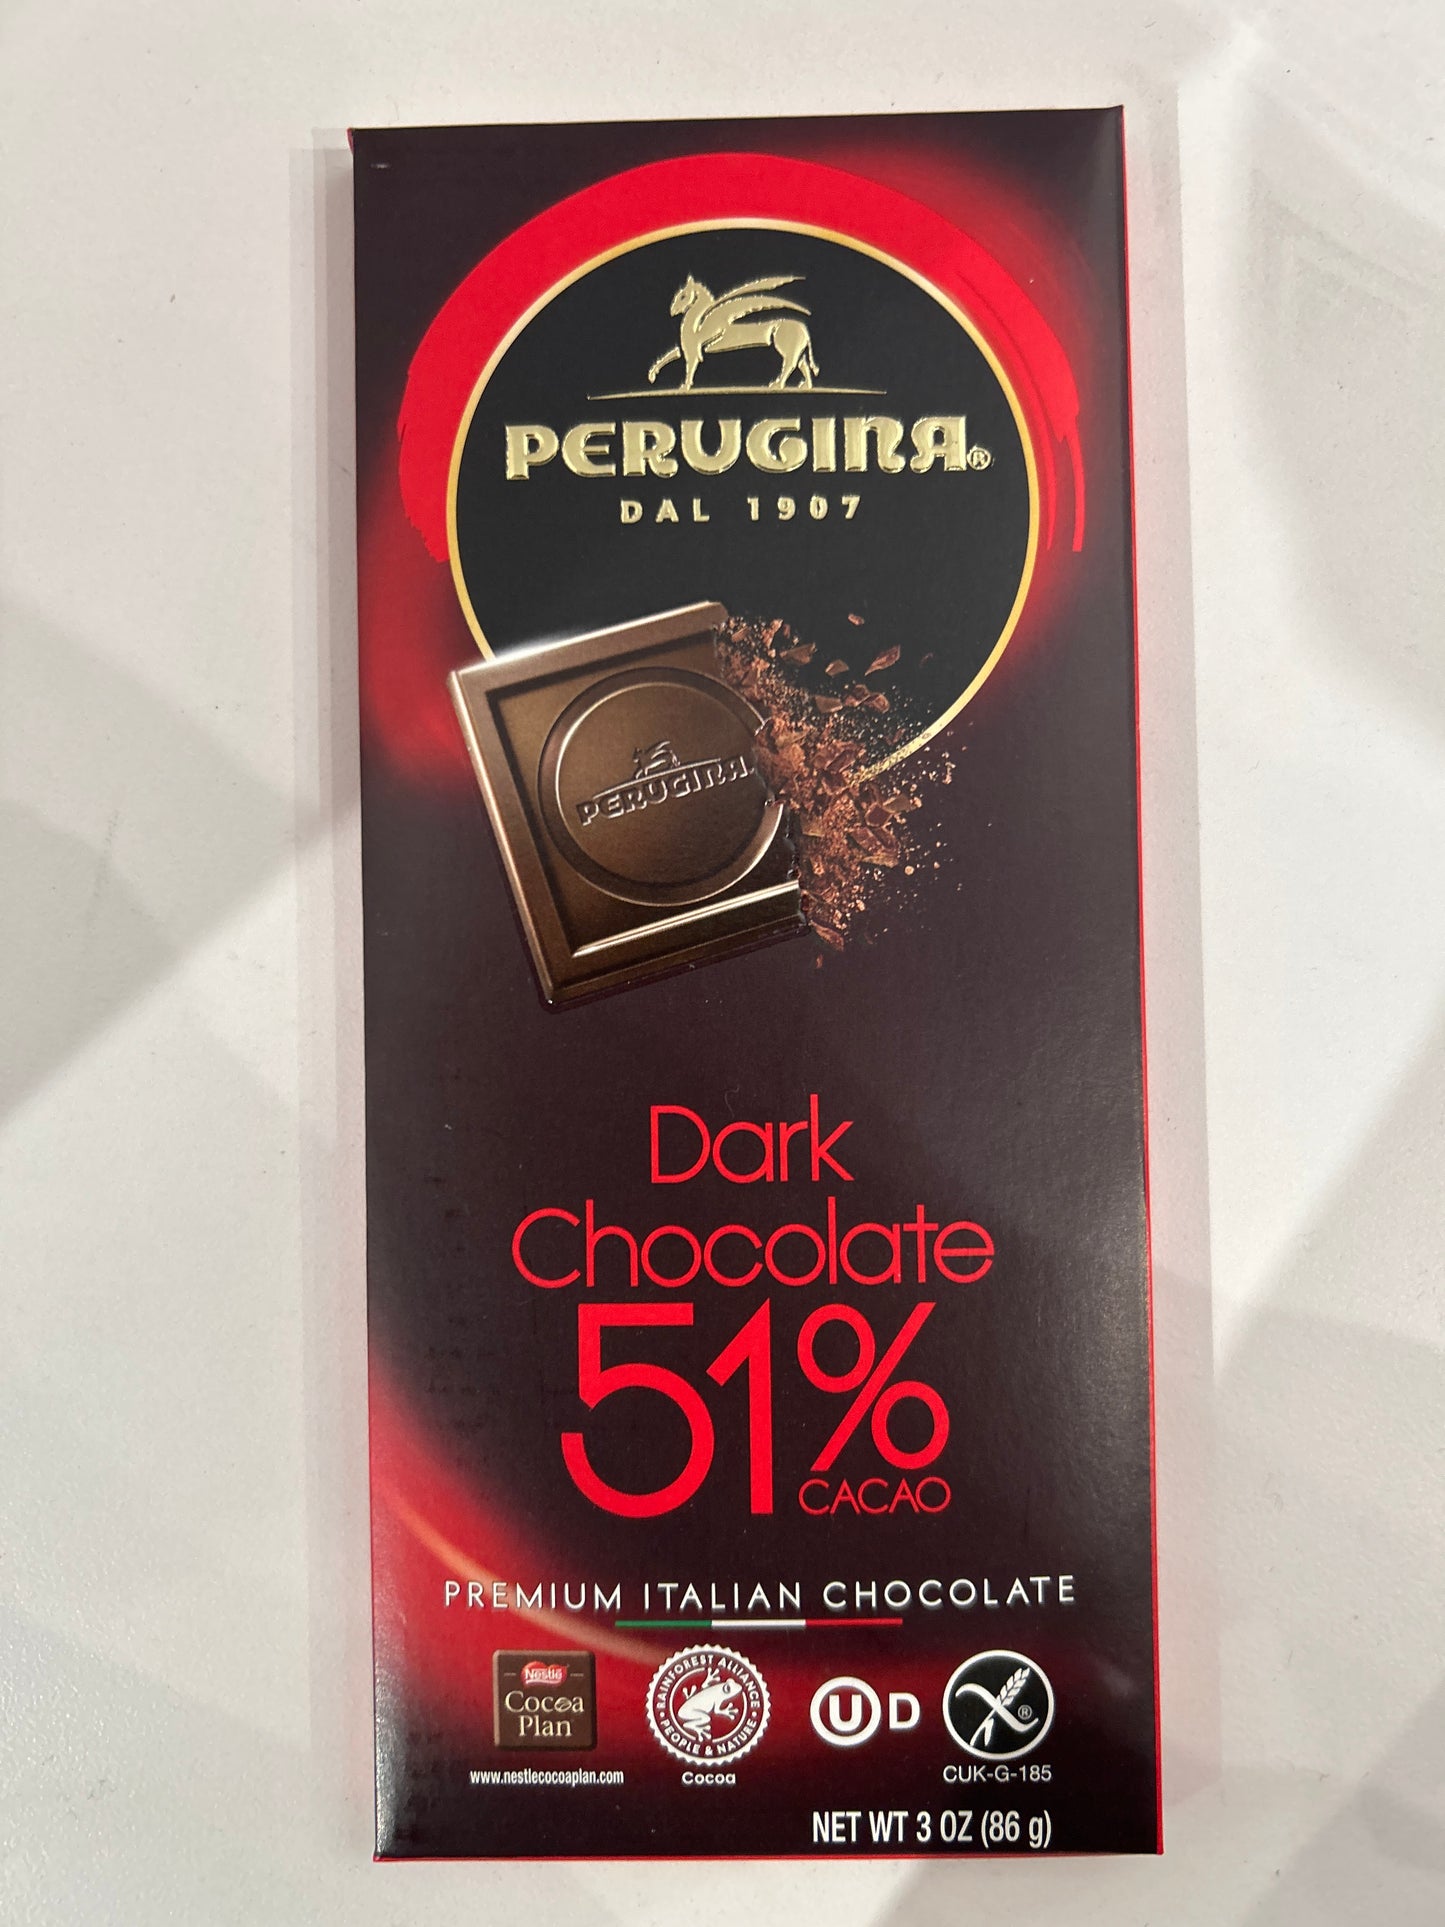 PERUGINA®
DAL 1907
PERUGINA
Dark
Chocolate
51%
CACAO
PREMIUM ITALIAN CHOCOLATE
Nestlé
Cocoa
Plan
www.nestlecocoaplan.com
RAINFOREST ALLIANCE
PEOPLE & NATURE
Cocoa
U D
®
CUK-G-185
NET WT 3 OZ (86 g)